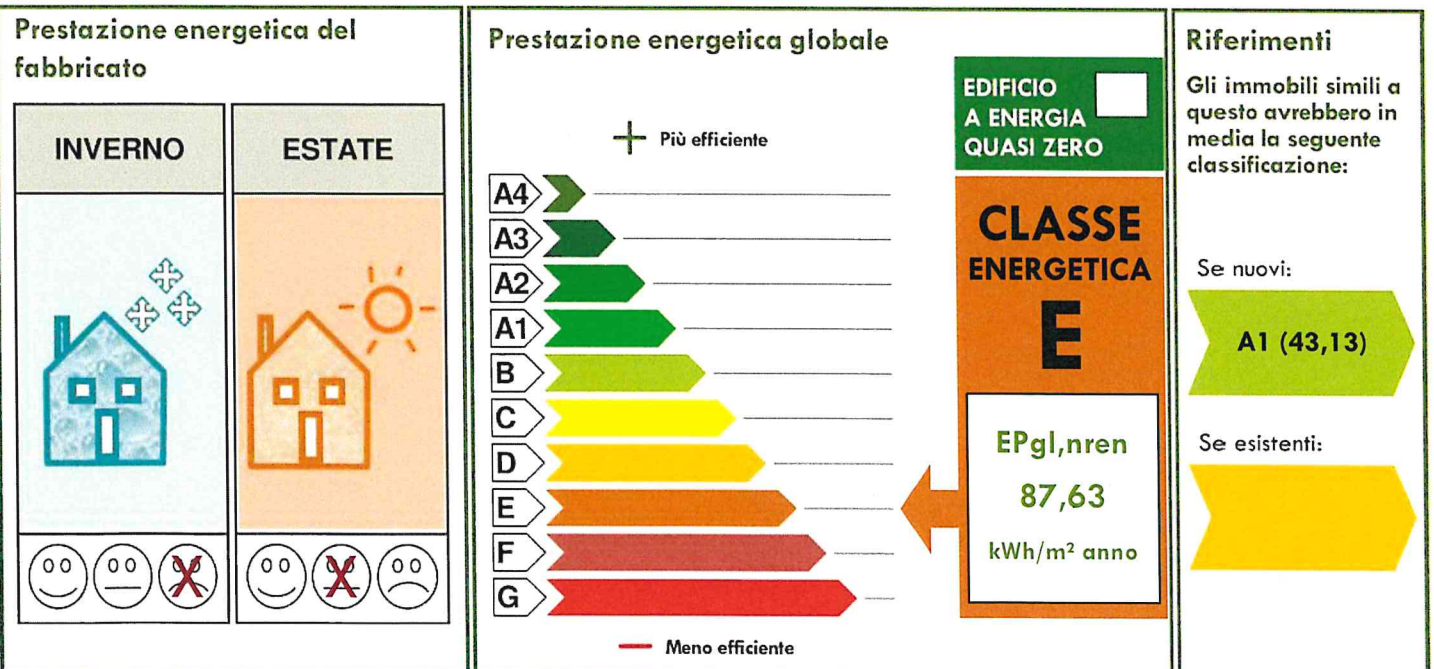 Prestazione energetica del
fabbricato
INVERNO
ESTATE
Prestazione energetica globale
Più efficiente
A4
A3
A2
A1
B
C
D
E
F
G
Meno efficiente
EDIFICIO
A ENERGIA
QUASI ZERO
CLASSE
ENERGETICA
E
EPgl,nren
87,63
kWh/m² anno
Riferimenti
Gli immobili simili a
questo avrebbero in
media la seguente
classificazione:
Se nuovi:
A1 (43,13)
Se esistenti: